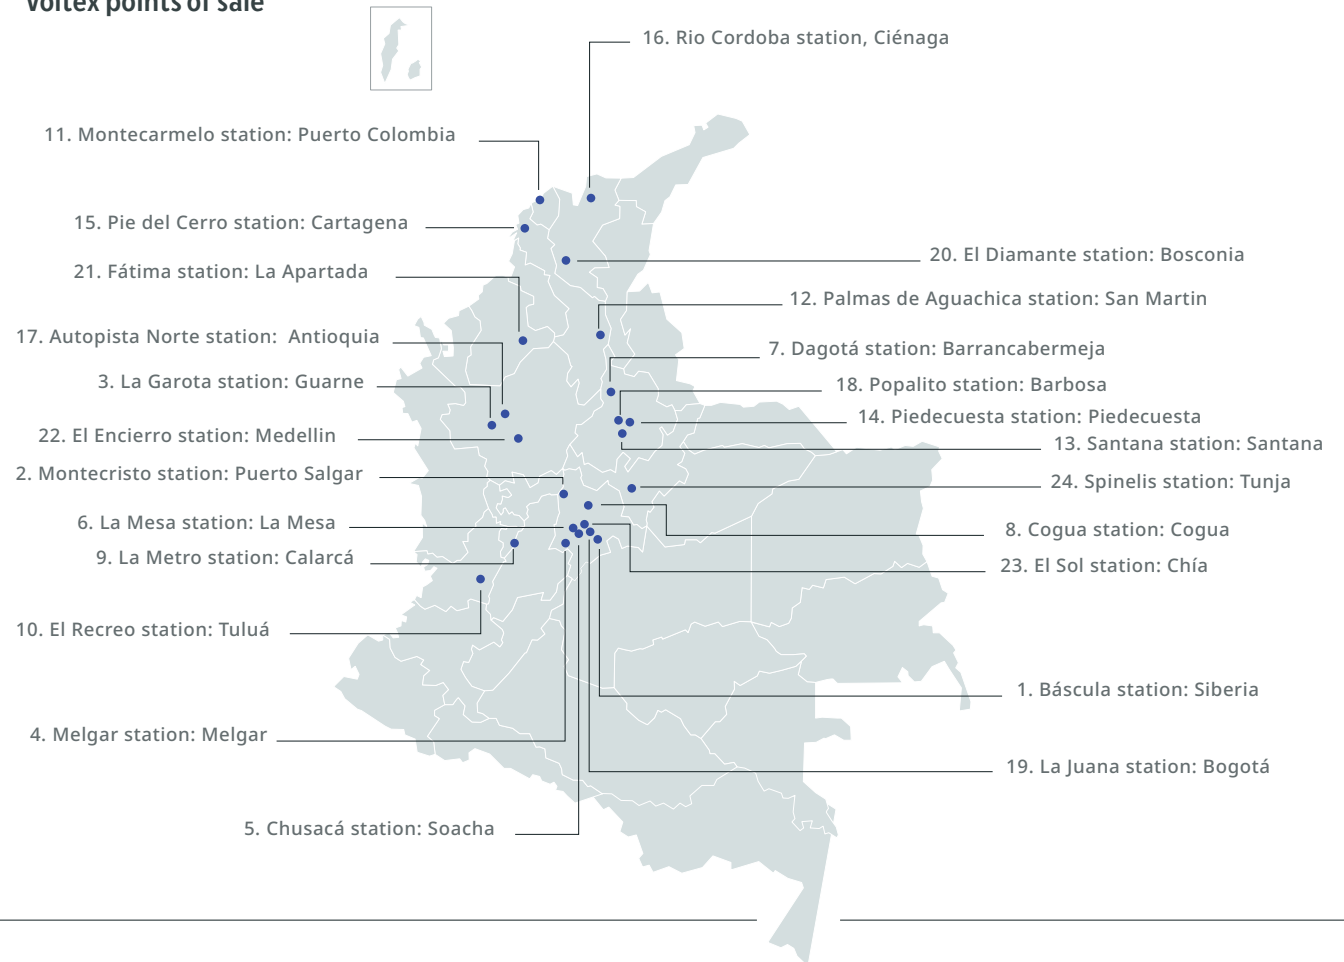 Voltex points of sale
16. Rio Cordoba station, Ciénaga
11. Montecarmelo station: Puerto Colombia
15. Pie del Cerro station: Cartagena
20. El Diamante station: Bosconia
21. Fátima station: La Apartada
12. Palmas de Aguachica station: San Martin
17. Autopista Norte station:  Antioquia
7. Dagotá station: Barrancabermeja
3. La Garota station: Guarne
18. Popalito station: Barbosa
14. Piedecuesta station: Piedecuesta
22. El Encierro station: Medellin
13. Santana station: Santana
2. Montecristo station: Puerto Salgar
24. Spinelis station: Tunja
6. La Mesa station: La Mesa
8. Cogua station: Cogua
9. La Metro station: Calarcá
23. El Sol station: Chía
10. El Recreo station: Tuluá
1. Báscula station: Siberia
4. Melgar station: Melgar
19. La Juana station: Bogotá
5. Chusacá station: Soacha